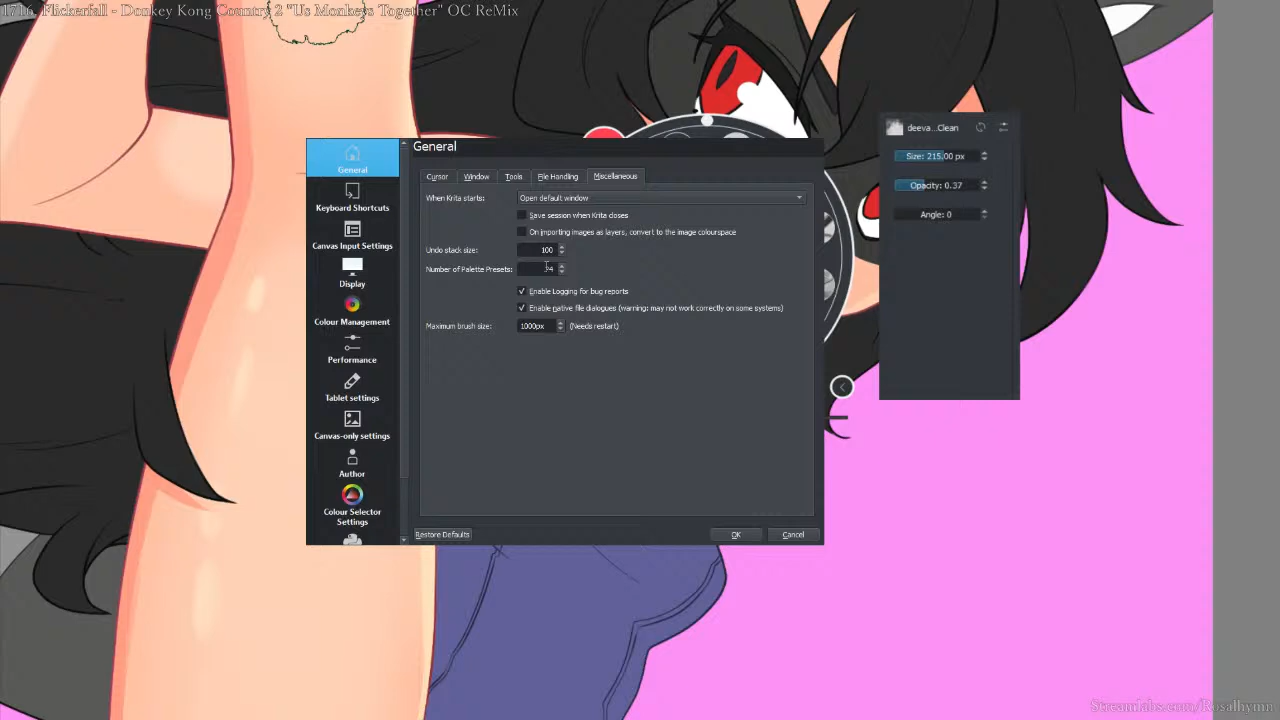 1716. Flickerfall - Donkey Kong Country 2 "Us Monkeys Together" OC ReMix
General
General
Cursor
Window
Tools
File Handling
Miscellaneous
When Krita starts:
Open default window
Save session when Krita closes
On importing images as layers, convert to the image colourspace
Undo stack size:
100
Number of Palette Presets:
Enable Logging for bug reports
Enable native file dialogues (warning: may not work correctly on some systems)
Maximum brush size:
1000px
(Needs restart)
Keyboard Shortcuts
Canvas Input Settings
Display
Colour Management
Performance
Tablet settings
Canvas-only settings
Author
Colour Selector
Settings
Restore Defaults
OK
Cancel
deeva...Clean
Size: 215.00 px
Opacity: 0.37
Angle: 0
Streamlabs.com/Rosalhymn